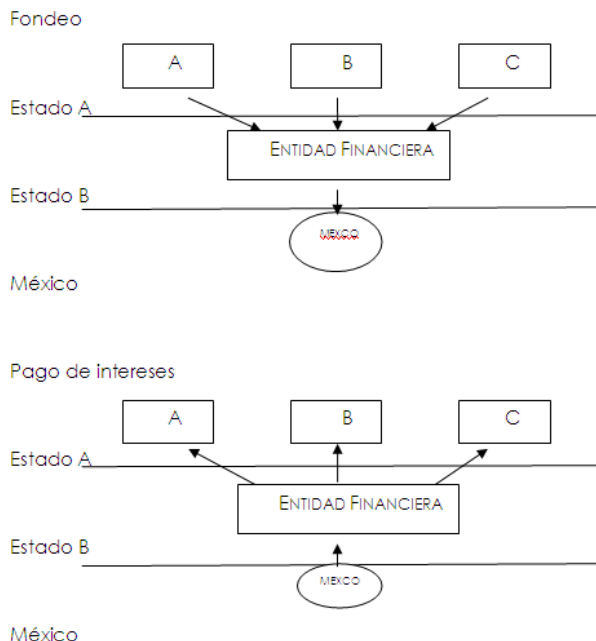 Fondeo
A B C
Estado A
ENTIDAD FINANCIERA
Estado B
MEXCO
México
Pago de intereses
A B C
Estado A
ENTIDAD FINANCIERA
Estado B
MEXCO
México